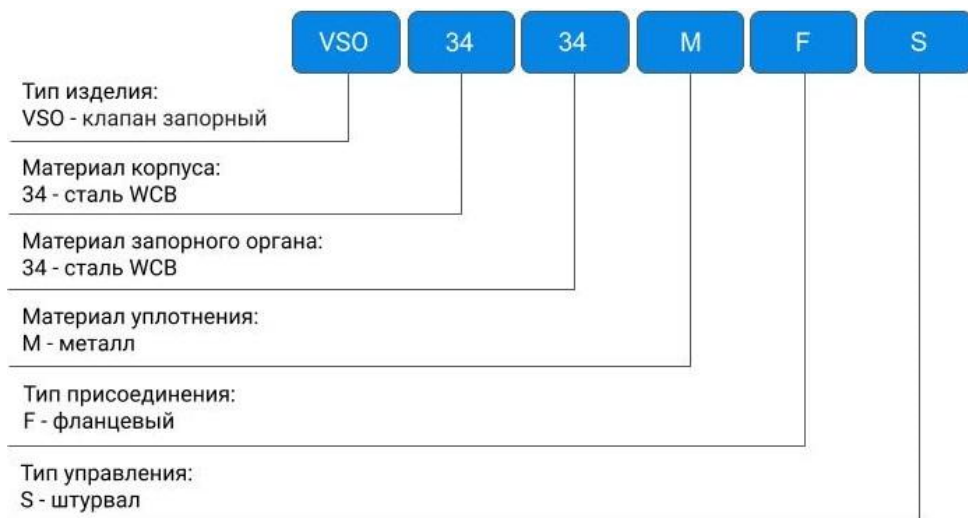 VSO 34 34 M F S
Тип изделия:
VSO - клапан запорный
Материал корпуса:
34 - сталь WCB
Материал запорного органа:
34 - сталь WCB
Материал уплотнения:
М - металл
Тип присоединения:
F - фланцевый
Тип управления:
S - штурвал